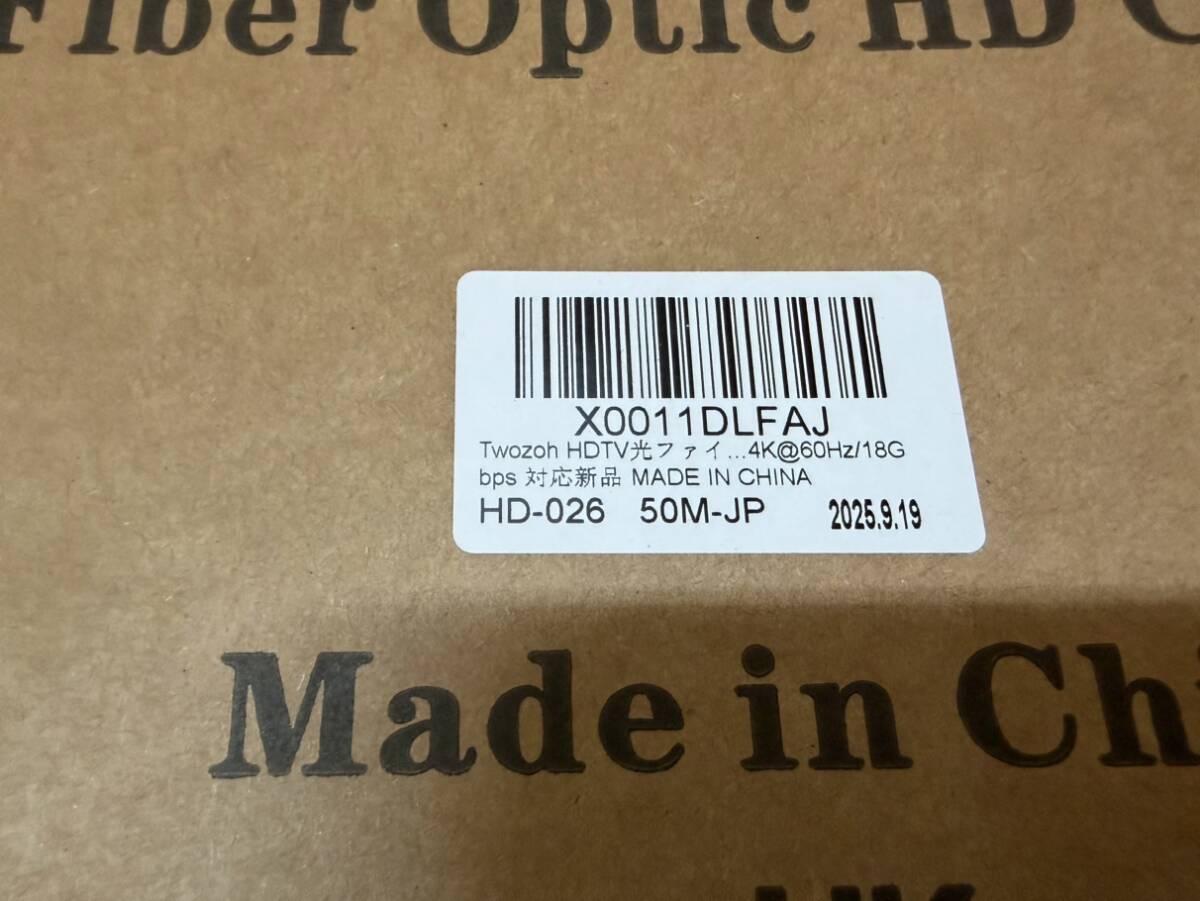 Fiber Optic HD
X0011DLFAJ
Twozoh HDTV光ファイ...4K@60Hz/18G
bps 対応新品 MADE IN CHINA
HD-026 50M-JP 2025.9.19
Made in Chi